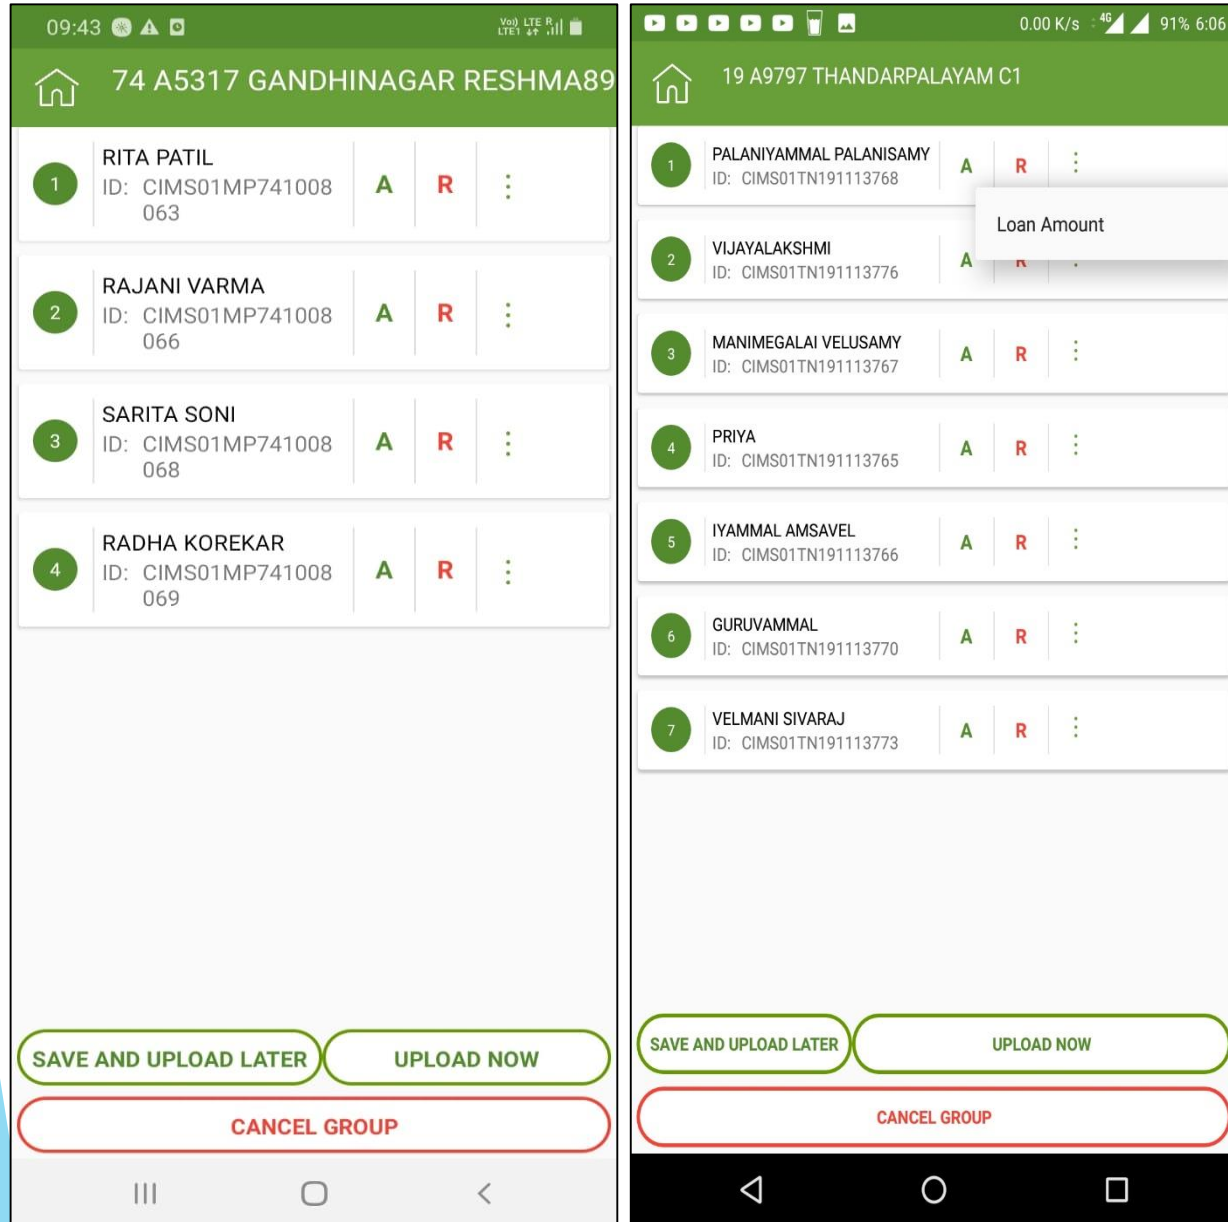 09:43
Vo)) LTE R
LTE1
74 A5317 GANDHINAGAR RESHMA89
1
RITA PATIL
ID: CIMS01MP741008
063
A R
2
RAJANI VARMA
ID: CIMS01MP741008
066
A R
3
SARITA SONI
ID: CIMS01MP741008
068
A R
4
RADHA KOREKAR
ID: CIMS01MP741008
069
A R
SAVE AND UPLOAD LATER
UPLOAD NOW
CANCEL GROUP
0.00 K/s 4G 91% 6:06
19 A9797 THANDARPALAYAM C1
1
PALANIYAMMAL PALANISAMY
ID: CIMS01TN191113768
A R
Loan Amount
2
VIJAYALAKSHMI
ID: CIMS01TN191113776
A R
3
MANIMEGALAI VELUSAMY
ID: CIMS01TN191113767
A R
4
PRIYA
ID: CIMS01TN191113765
A R
5
IYAMMAL AMSAVEL
ID: CIMS01TN191113766
A R
6
GURUVAMMAL
ID: CIMS01TN191113770
A R
7
VELMANI SIVARAJ
ID: CIMS01TN191113773
A R
SAVE AND UPLOAD LATER
UPLOAD NOW
CANCEL GROUP